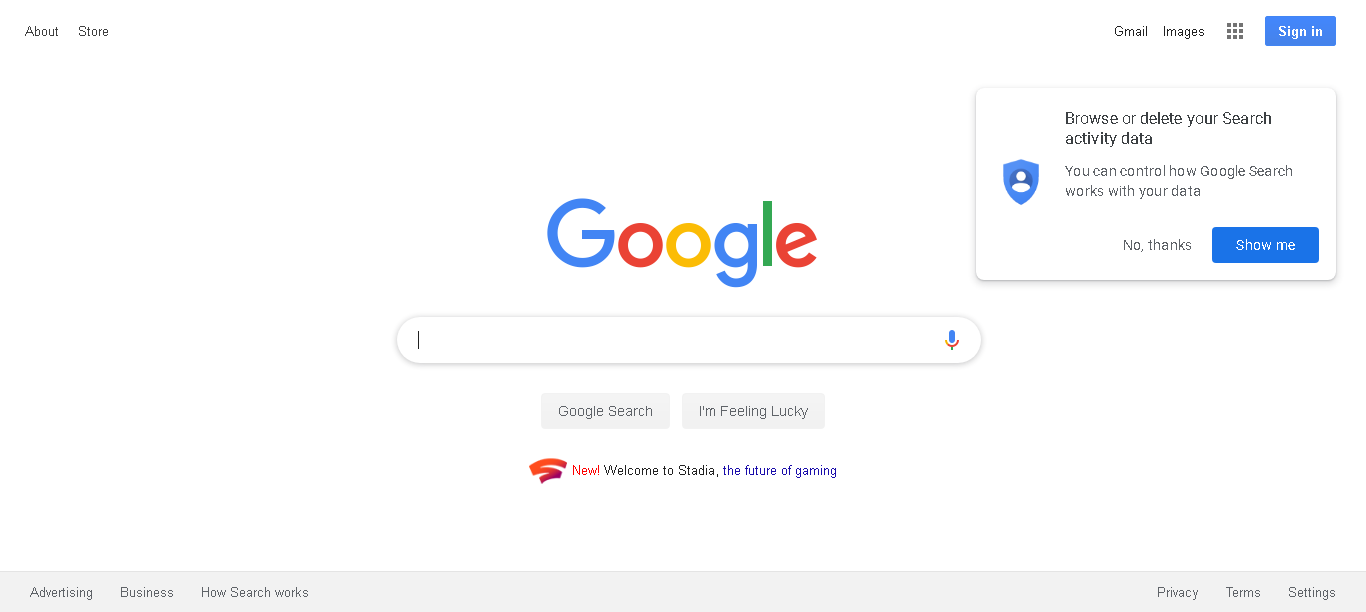 About Store
Gmail Images Sign in
Browse or delete your Search
activity data
You can control how Google Search
works with your data
No, thanks Show me
Google
Google Search I'm Feeling Lucky
New! Welcome to Stadia, the future of gaming
Advertising Business How Search works
Privacy Terms Settings